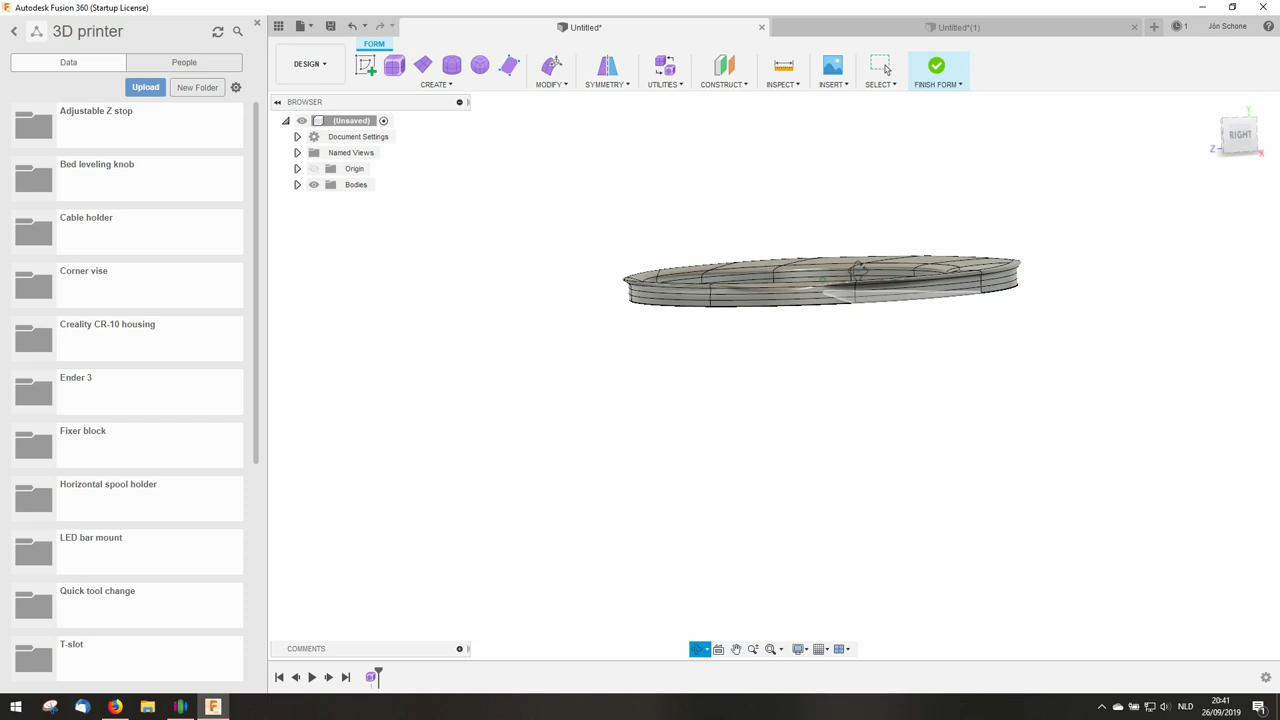 Autodesk Fusion 360 (Startup License)
3D printer
Untitled*
Untitled*(1)
1
Jón Schone
Data
People
FORM
DESIGN
CREATE
MODIFY
SYMMETRY
UTILITIES
CONSTRUCT
INSPECT
INSERT
SELECT
FINISH FORM
Upload
New Folder
BROWSER
(Unsaved)
Document Settings
Named Views
Origin
Bodies
Adjustable Z stop
Bed leveling knob
Cable holder
Corner vise
Creality CR-10 housing
Ender 3
Fixer block
Horizontal spool holder
LED bar mount
Quick tool change
T-slot
Y
RIGHT
Z
X
COMMENTS
NLD
20:41
26/09/2019
1